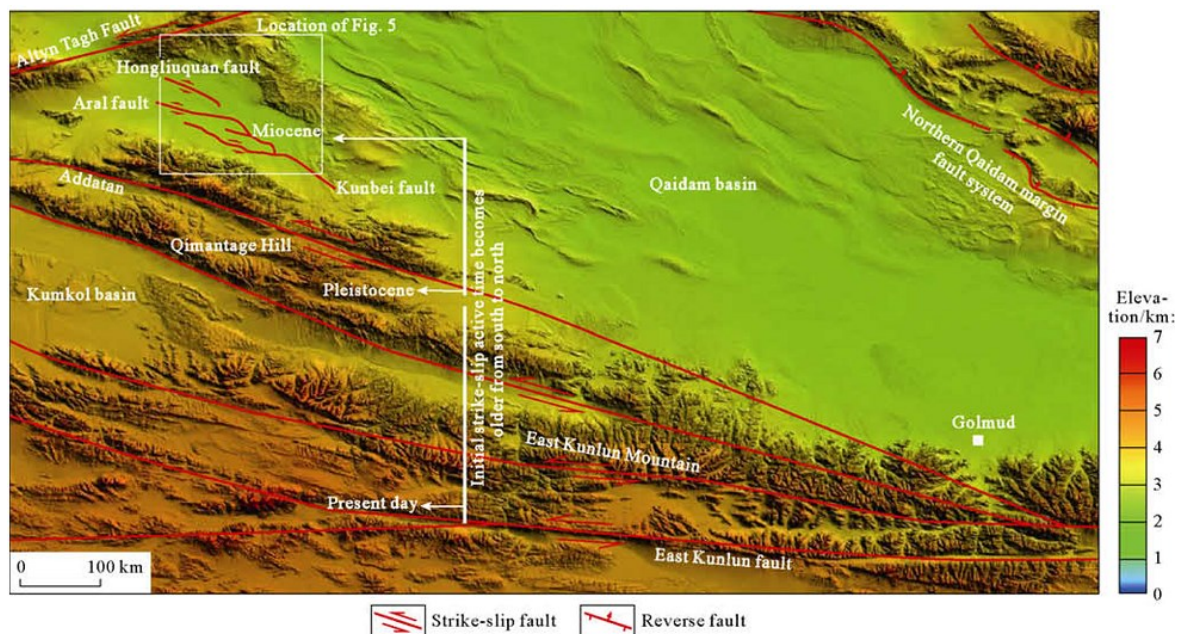 Altyn Tagh Fault
Location of Fig. 5
Hongliuquan fault
Aral fault
Miocene
Kunbei fault
Addatan
Qimantage Hill
Pleistocene
Kumkol basin
Qaidam basin
Northern Qaidam margin
fault system
Initial strike-slip active time becomes
older from south to north
Golmud
East Kunlun Mountain
Present day
East Kunlun fault
0 100 km
Eleva-
tion/km:
7
6
5
4
3
2
1
0
Strike-slip fault
Reverse fault